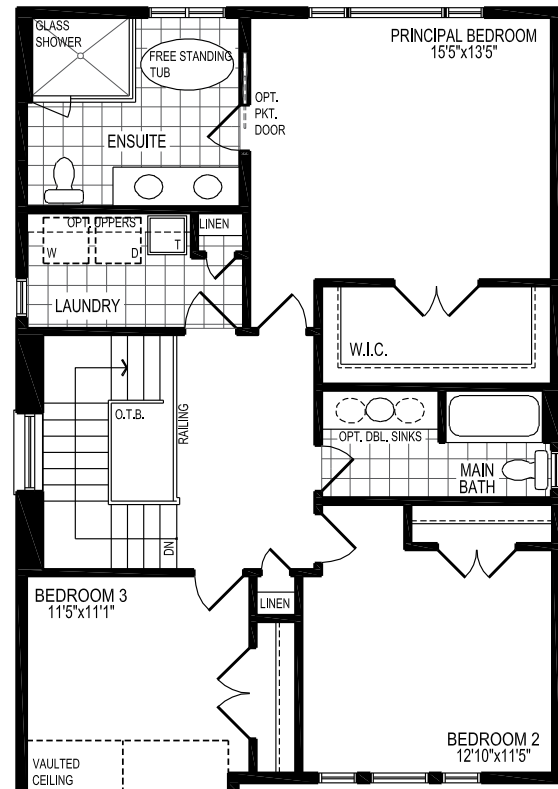 GLASS
SHOWER
FREE STANDING
TUB
PRINCIPAL BEDROOM
15'5"x13'5"
OPT.
PKT.
DOOR
ENSUITE
OPT. UPPERS
LINEN
W
D
T
LAUNDRY
W.I.C.
O.T.B.
RAILING
OPT. DBL. SINKS
MAIN
BATH
DN
BEDROOM 3
11'5"x11'1"
LINEN
BEDROOM 2
12'10"x11'5"
VAULTED
CEILING